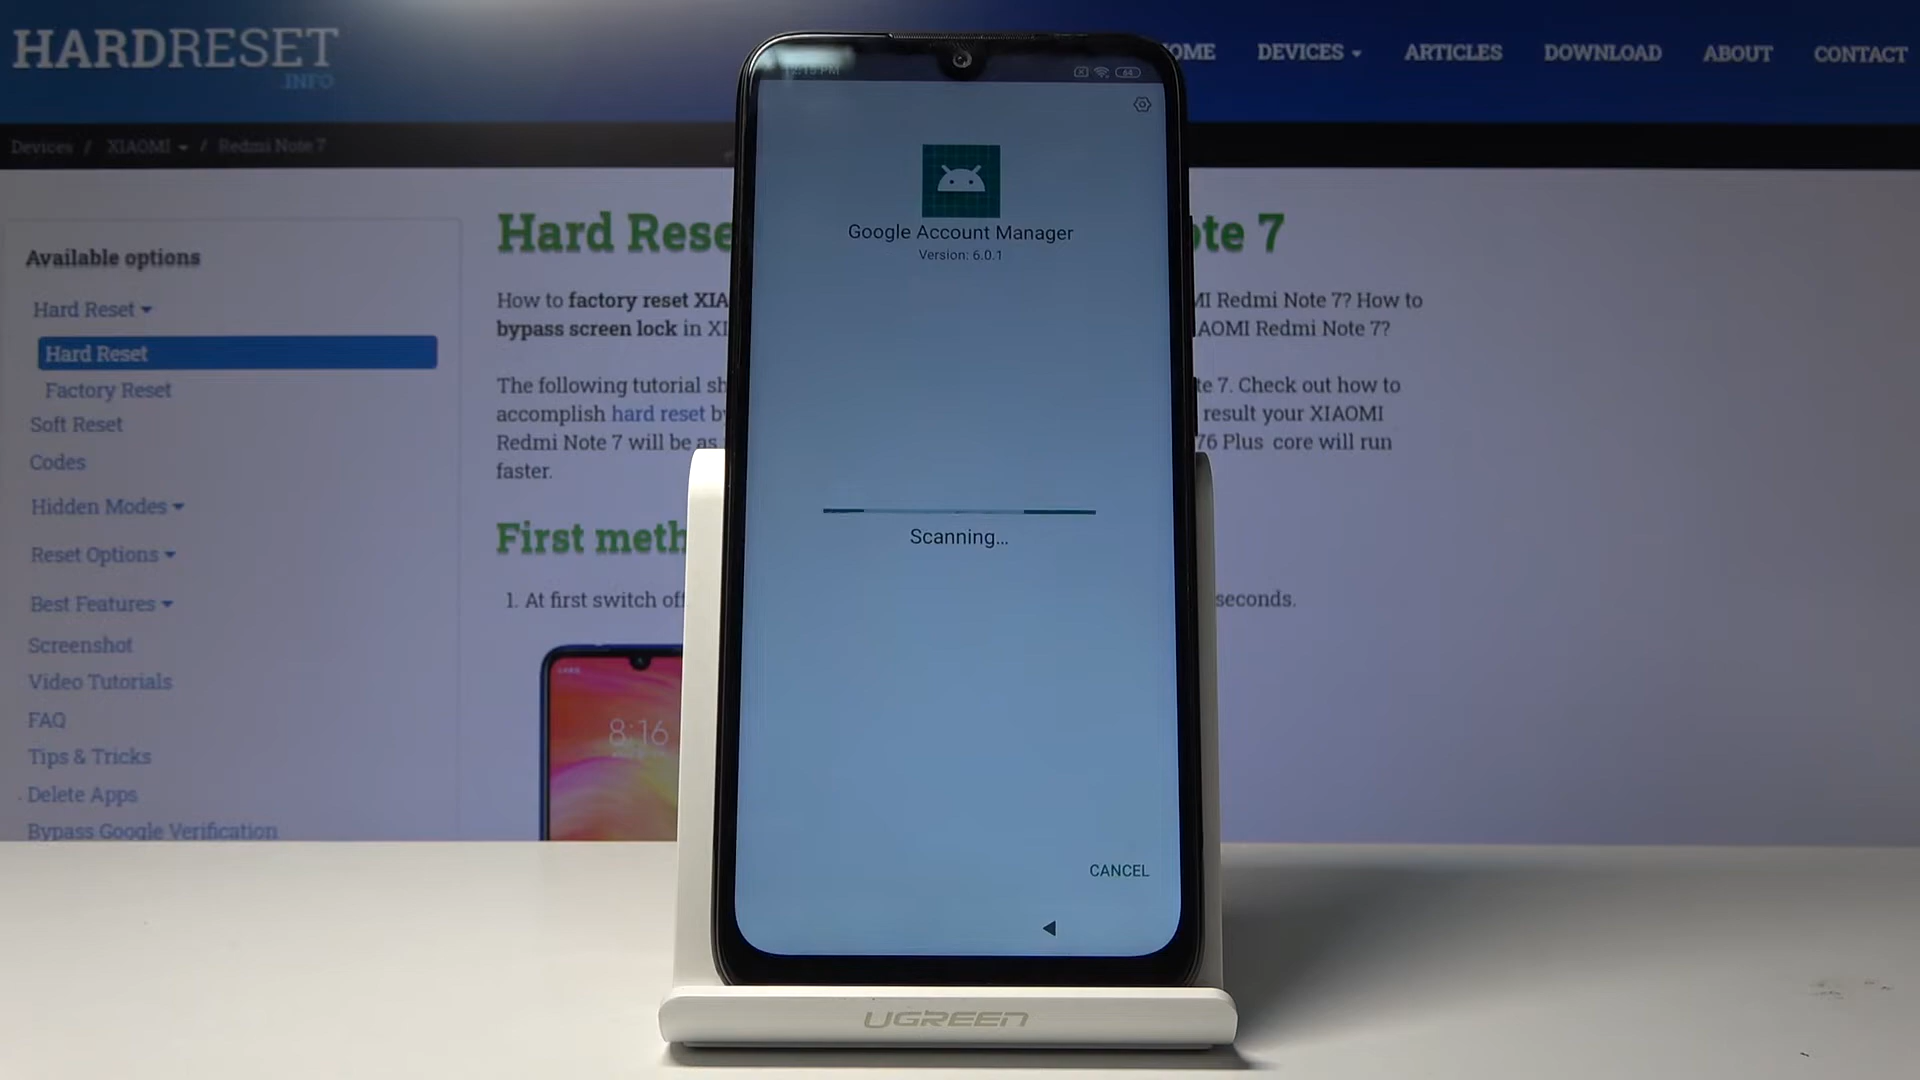 HARDRESET
.INFO
OME DEVICES ARTICLES DOWNLOAD ABOUT CONTACT
Devices / XIAOMI / Redmi Note 7
Available options
Hard Reset
Hard Reset
Factory Reset
Soft Reset
Codes
Hidden Modes
Reset Options
Best Features
Screenshot
Video Tutorials
FAQ
Tips & Tricks
Delete Apps
Bypass Google Verification
Hard Rese
ote 7
How to factory reset XIA
MI Redmi Note 7? How to
bypass screen lock in XI
AOMI Redmi Note 7?
The following tutorial sh
te 7. Check out how to
accomplish hard reset by
result your XIAOMI
Redmi Note 7 will be as
76 Plus core will run
faster.
First meth
1. At first switch off
seconds.
8:16
64
Google Account Manager
Version: 6.0.1
Scanning...
CANCEL
UGREEN